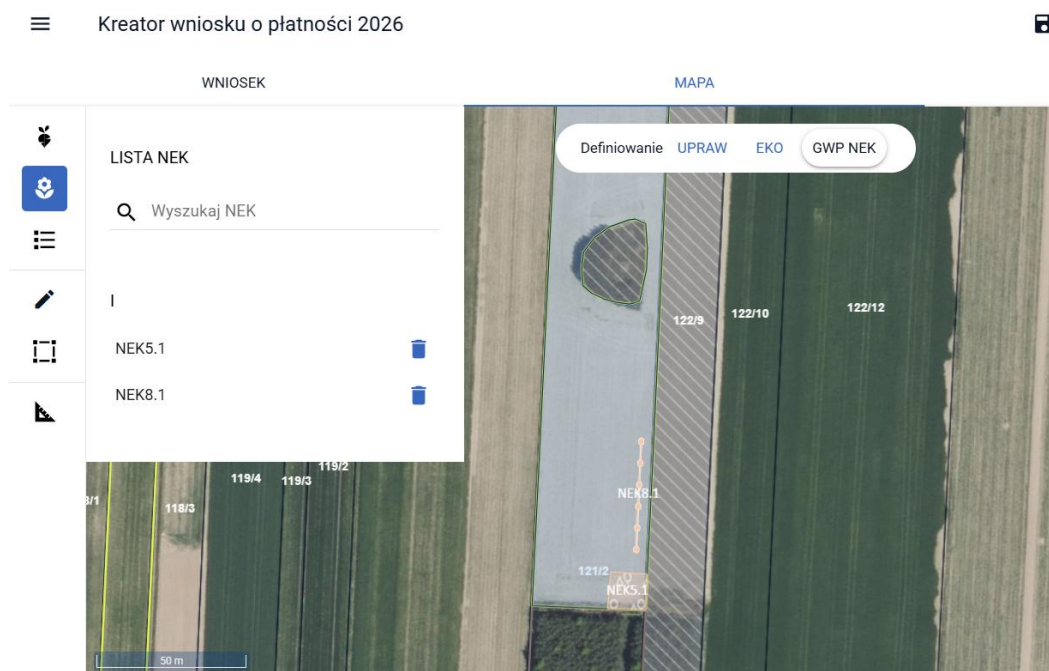 Kreator wniosku o płatności 2026
WNIOSEK
MAPA
LISTA NEK
Wyszukaj NEK
I
NEK5.1
NEK8.1
Definiowanie UPRAW EKO GWP NEK
122/9
122/10
122/12
NEK8.1
121/2
NEK5.1
119/2
119/4
119/3
3/1
118/3
50 m